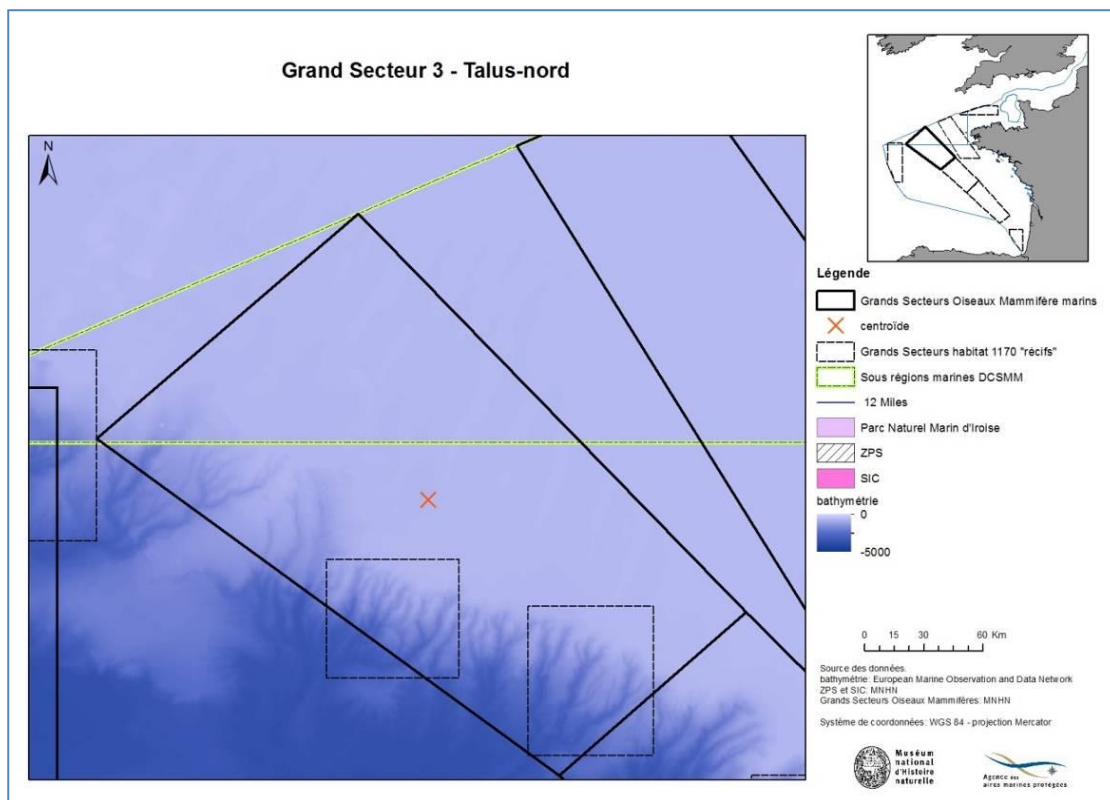 Grand Secteur 3 - Talus-nord
N
Légende
Grands Secteurs Oiseaux Mammifère marins
centroïde
Grands Secteurs habitat 1170 "récifs"
Sous régions marines DCSMM
12 Miles
Parc Naturel Marin d'Iroise
ZPS
SIC
bathymétrie
0
-5000
0 15 30 60 Km
Source des données.
bathymétrie: European Marine Observation and Data Network
ZPS et SIC: MNHN
Grands Secteurs Oiseaux Mammifères: MNHN
Système de coordonnées: WGS 84 - projection Mercator
Muséum
national
d'Histoire
naturelle
Agence des
aires marines protégées